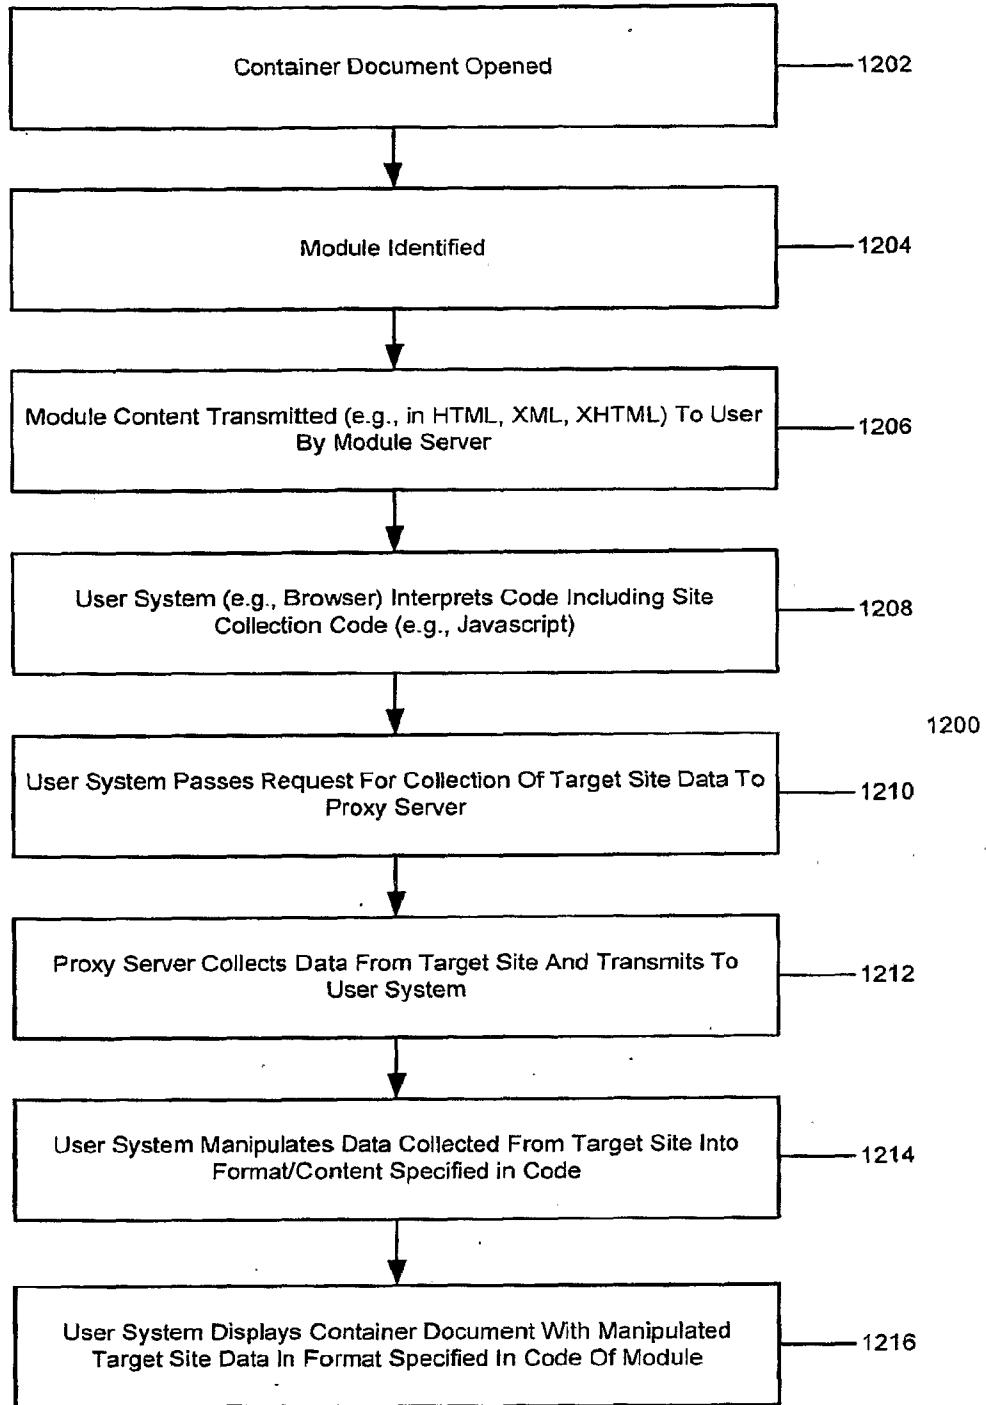 Container Document Opened
1202
Module Identified
1204
Module Content Transmitted (e.g., in HTML, XML, XHTML) To User
By Module Server
1206
User System (e.g., Browser) Interprets Code Including Site
Collection Code (e.g., Javascript)
1208
1200
User System Passes Request For Collection Of Target Site Data To
Proxy Server
1210
Proxy Server Collects Data From Target Site And Transmits To
User System
1212
User System Manipulates Data Collected From Target Site Into
Format/Content Specified in Code
1214
User System Displays Container Document With Manipulated
Target Site Data In Format Specified In Code Of Module
1216